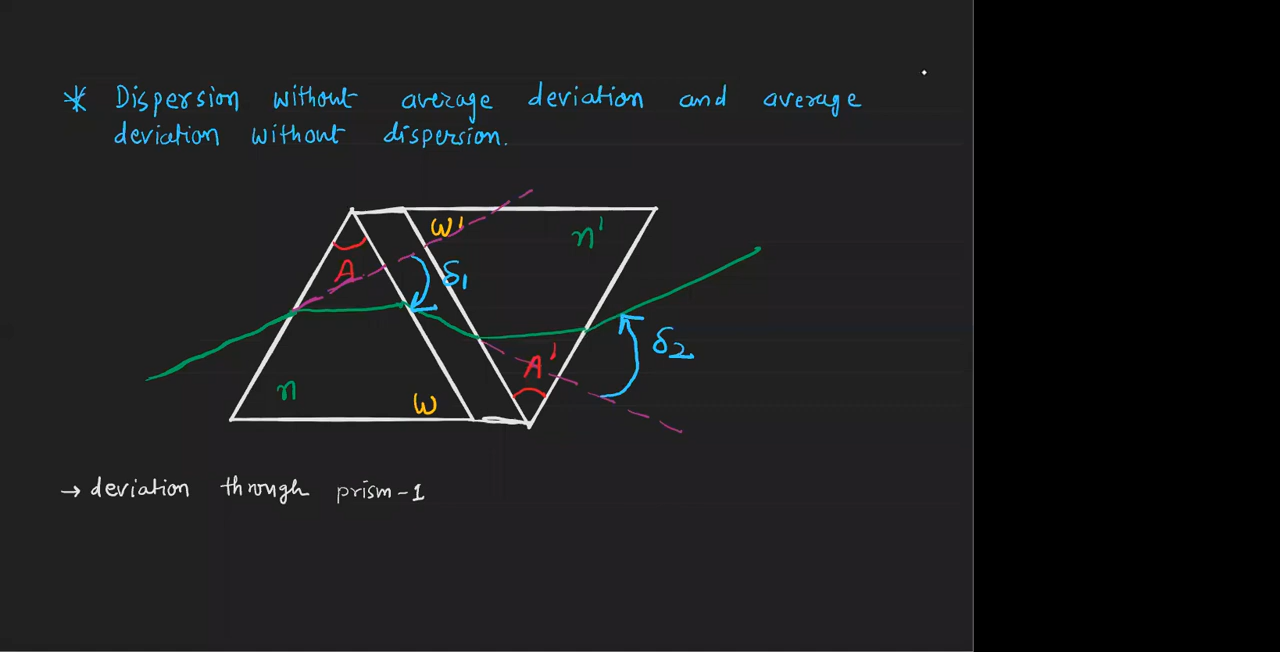 * Dispersion without average deviation and average
deviation without dispersion.
ω'
n'
A
δ₁
δ₂
A'
n
ω
→ deviation through prism-1